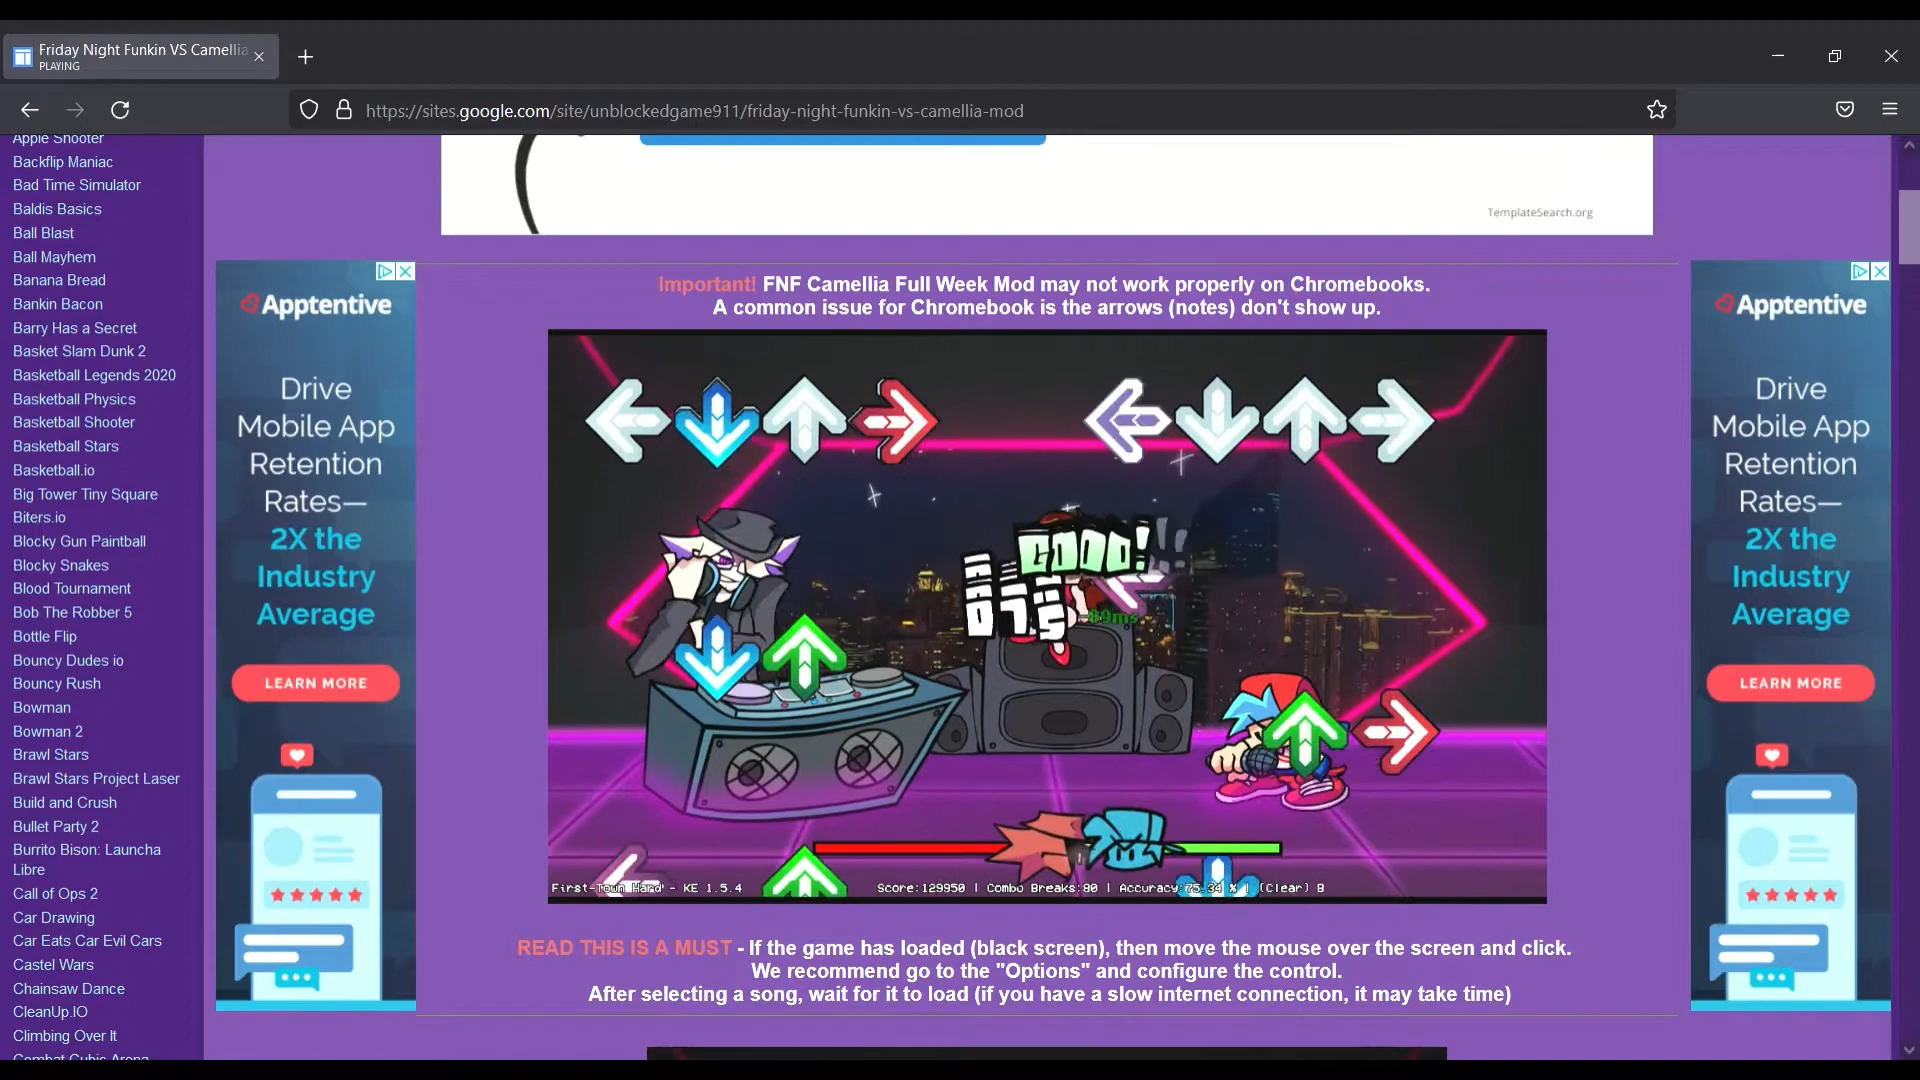 Friday Night Funkin VS Camellia
PLAYING
https://sites.google.com/site/unblockedgame911/friday-night-funkin-vs-camellia-mod
Apple Shooter
Backflip Maniac
Bad Time Simulator
Baldis Basics
Ball Blast
Ball Mayhem
Banana Bread
Bankin Bacon
Barry Has a Secret
Basket Slam Dunk 2
Basketball Legends 2020
Basketball Physics
Basketball Shooter
Basketball Stars
Basketball.io
Big Tower Tiny Square
Biters.io
Blocky Gun Paintball
Blocky Snakes
Blood Tournament
Bob The Robber 5
Bottle Flip
Bouncy Dudes io
Bouncy Rush
Bowman
Bowman 2
Brawl Stars
Brawl Stars Project Laser
Build and Crush
Bullet Party 2
Burrito Bison: Launcha
Libre
Call of Ops 2
Car Drawing
Car Eats Car Evil Cars
Castel Wars
Chainsaw Dance
CleanUp.IO
Climbing Over It
Combat Cubic Arena
TemplateSearch.org
Apptentive
Drive
Mobile App
Retention
Rates—
2X the
Industry
Average
LEARN MORE
Important! FNF Camellia Full Week Mod may not work properly on Chromebooks.
A common issue for Chromebook is the arrows (notes) don't show up.
GOOD!
First-Town Hard - KE 1.5.4
Score:129950 | Combo Breaks:80 | Accuracy:75.34 % | (Clear) B
READ THIS IS A MUST - If the game has loaded (black screen), then move the mouse over the screen and click.
We recommend go to the "Options" and configure the control.
After selecting a song, wait for it to load (if you have a slow internet connection, it may take time)
Apptentive
Drive
Mobile App
Retention
Rates—
2X the
Industry
Average
LEARN MORE